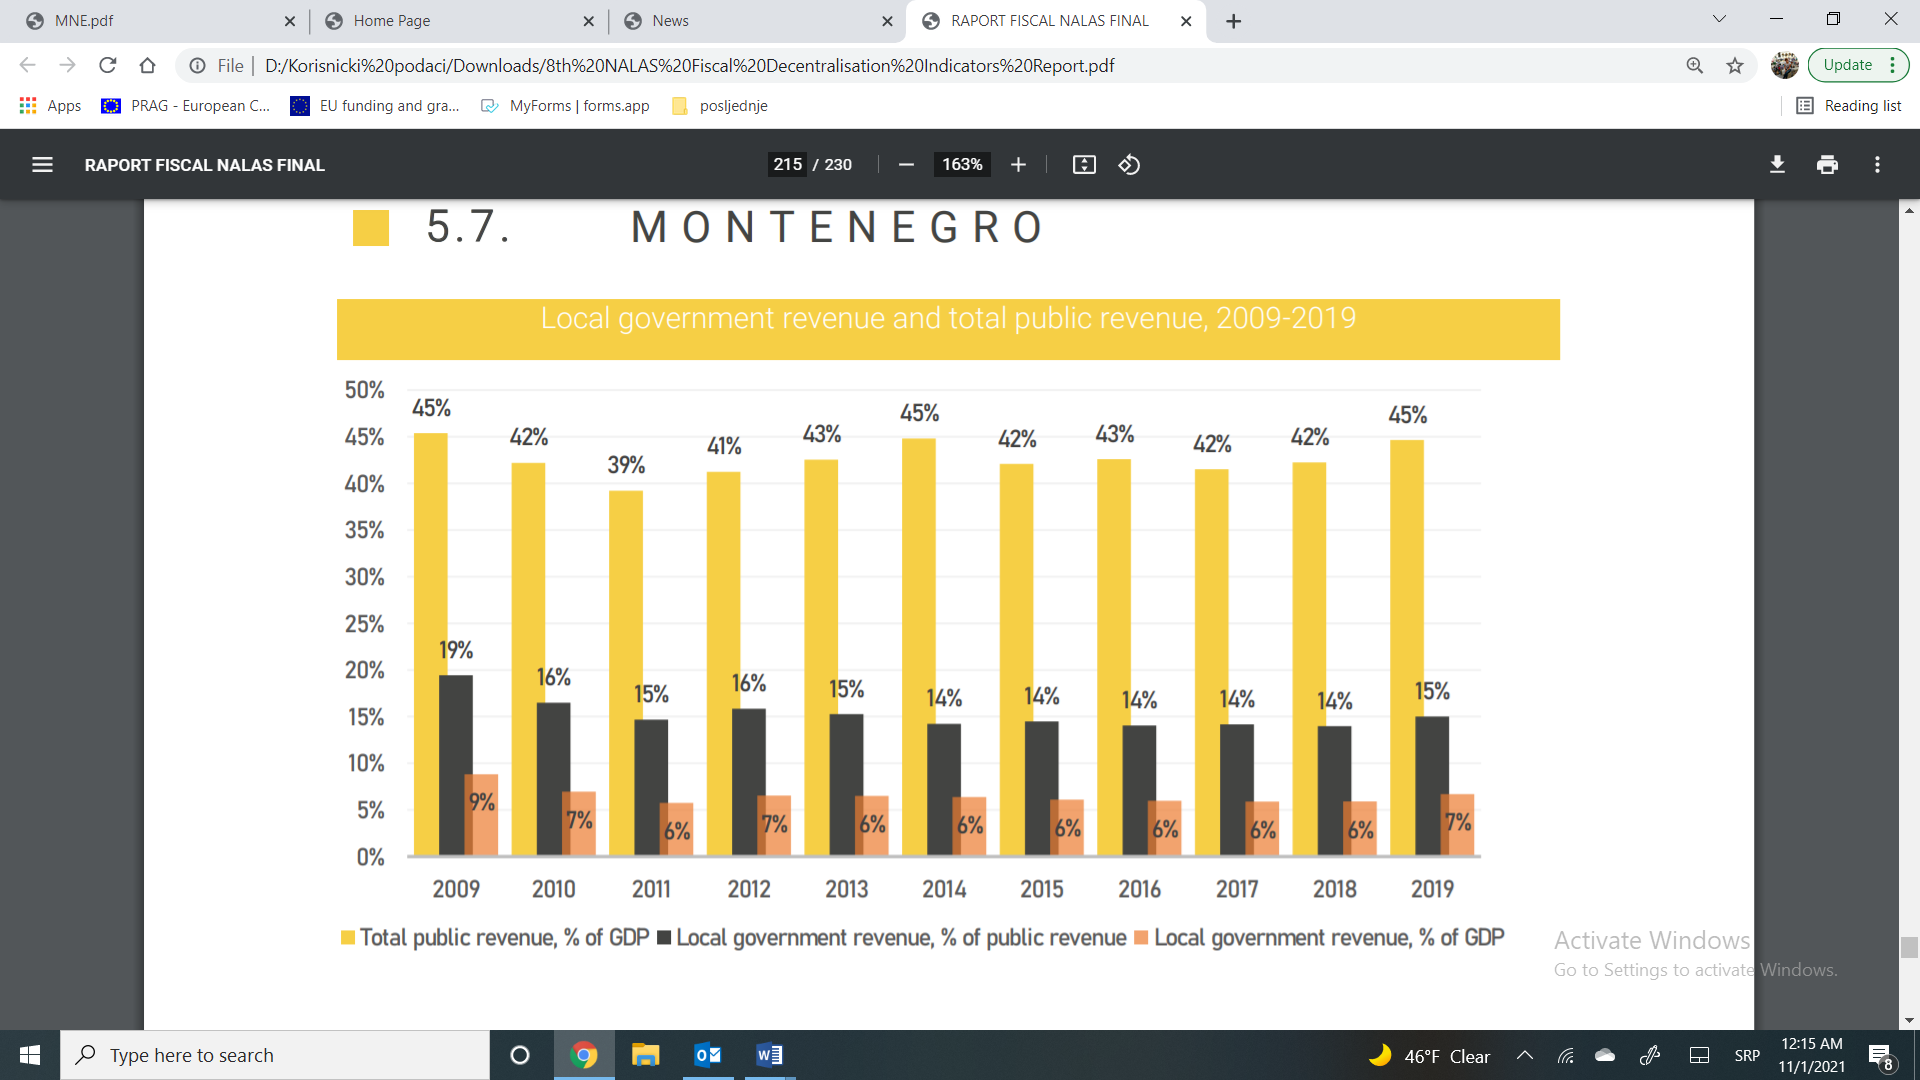 MNE.pdf
Home Page
News
RAPORT FISCAL NALAS FINAL
File
D:/Korisnicki%20podaci/Downloads/8th%20NALAS%20Fiscal%20Decentralisation%20Indicators%20Report.pdf
Update
Apps
PRAG - European C...
EU funding and gra...
MyForms | forms.app
posljednje
Reading list
RAPORT FISCAL NALAS FINAL
215 / 230
163%
5.7. MONTENEGRO
Local government revenue and total public revenue, 2009-2019
50%
45%
40%
35%
30%
25%
20%
15%
10%
5%
0%
45% 42% 39% 41% 43% 45% 42% 43% 42% 42% 45%
19% 16% 15% 16% 15% 14% 14% 14% 14% 14% 15%
9% 7% 6% 7% 6% 6% 6% 6% 6% 6% 7%
2009 2010 2011 2012 2013 2014 2015 2016 2017 2018 2019
Total public revenue, % of GDP Local government revenue, % of public revenue Local government revenue, % of GDP
Activate Windows
Go to Settings to activate Windows.
Type here to search
46°F Clear
SRP
12:15 AM
11/1/2021
8